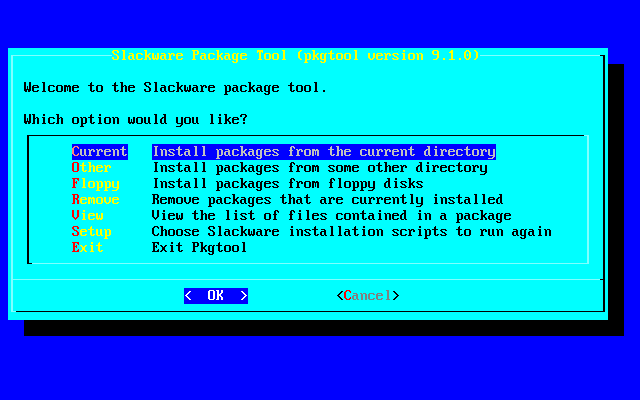 Slackware Package Tool (pkgtool version 9.1.0)
Welcome to the Slackware package tool.
Which option would you like?
Current Install packages from the current directory
Other Install packages from some other directory
Floppy Install packages from floppy disks
Remove Remove packages that are currently installed
View View the list of files contained in a package
Setup Choose Slackware installation scripts to run again
Exit Exit Pkgtool
< OK > <Cancel>